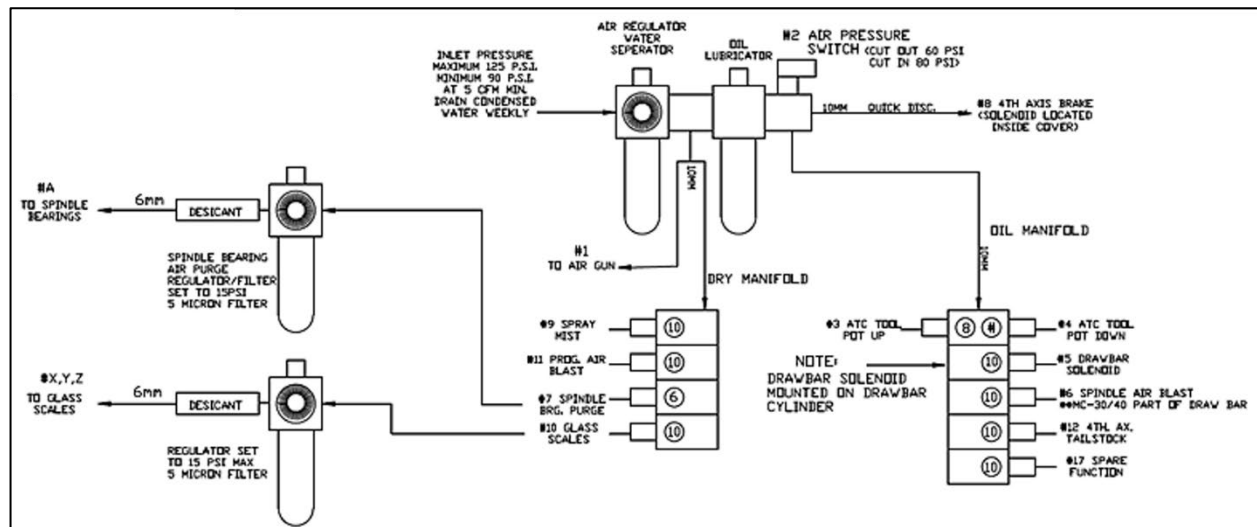 AIR REGULATOR
WATER
SEPERATOR
OIL
LUBRICATOR
#2 AIR PRESSURE
SWITCH (CUT OUT 60 PSI
CUT IN 80 PSI)
INLET PRESSURE
MAXIMUM 125 P.S.I.
MINIMUM 90 P.S.I.
AT 5 CFM MIN.
DRAIN CONDENSED
WATER WEEKLY
10MM QUICK DISC.
#8 4TH AXIS BRAKE
(SOLENOID LOCATED
INSIDE COVER)
10MM
#A
TO SPINDLE
BEARINGS
6mm
DESICANT
SPINDLE BEARING
AIR PURGE
REGULATOR/FILTER
SET TO 15PSI
5 MICRON FILTER
#1
TO AIR GUN
DRY MANIFOLD
OIL MANIFOLD
10MM
#9 SPRAY
MIST
10
#11 PROG. AIR
BLAST
10
#7 SPINDLE
BRG. PURGE
6
#10 GLASS
SCALES
10
#3 ATC TOOL
POT UP
8 #
#4 ATC TOOL
POT DOWN
NOTE:
DRAWBAR SOLENOID
MOUNTED ON DRAWBAR
CYLINDER
10
#5 DRAWBAR
SOLENOID
10
#6 SPINDLE AIR BLAST
**MC-30/40 PART OF DRAW BAR
10
#12 4TH. AX.
TAILSTOCK
10
#17 SPARE
FUNCTION
#X,Y,Z
TO GLASS
SCALES
6mm
DESICANT
REGULATOR SET
TO 15 PSI MAX
5 MICRON FILTER